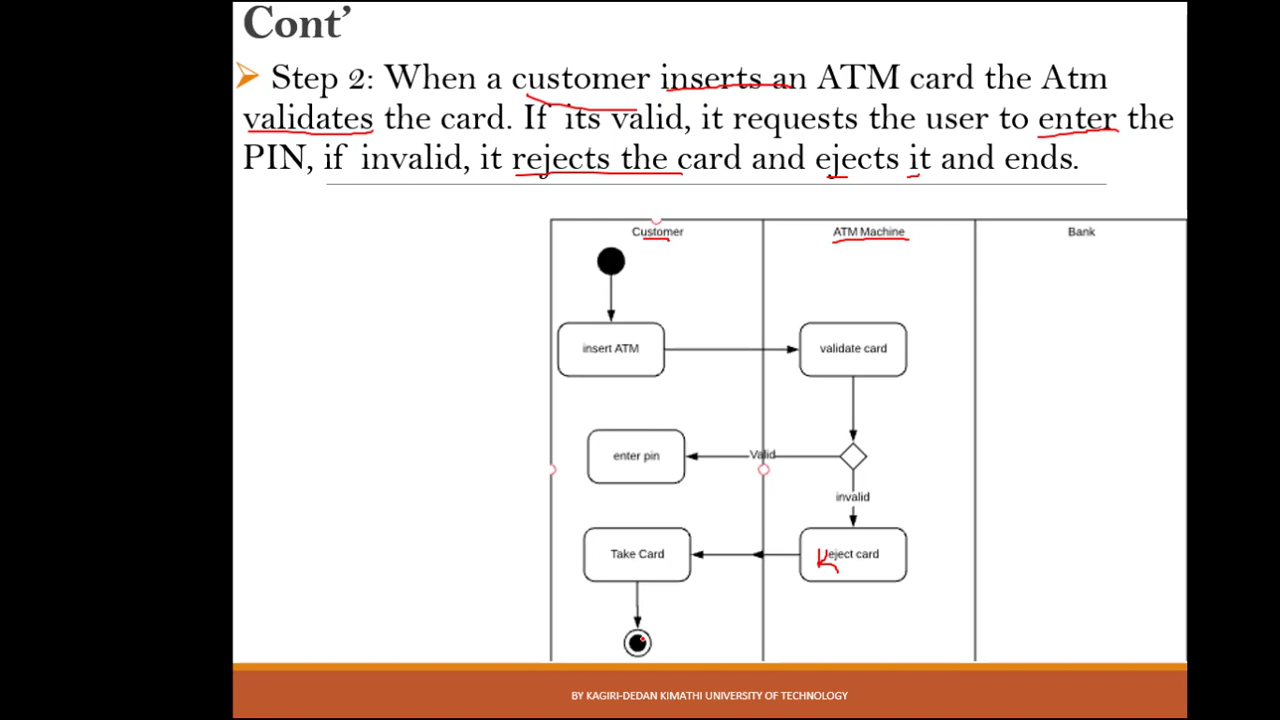 Cont’
Step 2: When a customer inserts an ATM card the Atm
validates the card. If its valid, it requests the user to enter the
PIN, if invalid, it rejects the card and ejects it and ends.
Customer
ATM Machine
Bank
insert ATM
validate card
enter pin
Valid
invalid
Take Card
Reject card
BY KAGIRI-DEDAN KIMATHI UNIVERSITY OF TECHNOLOGY